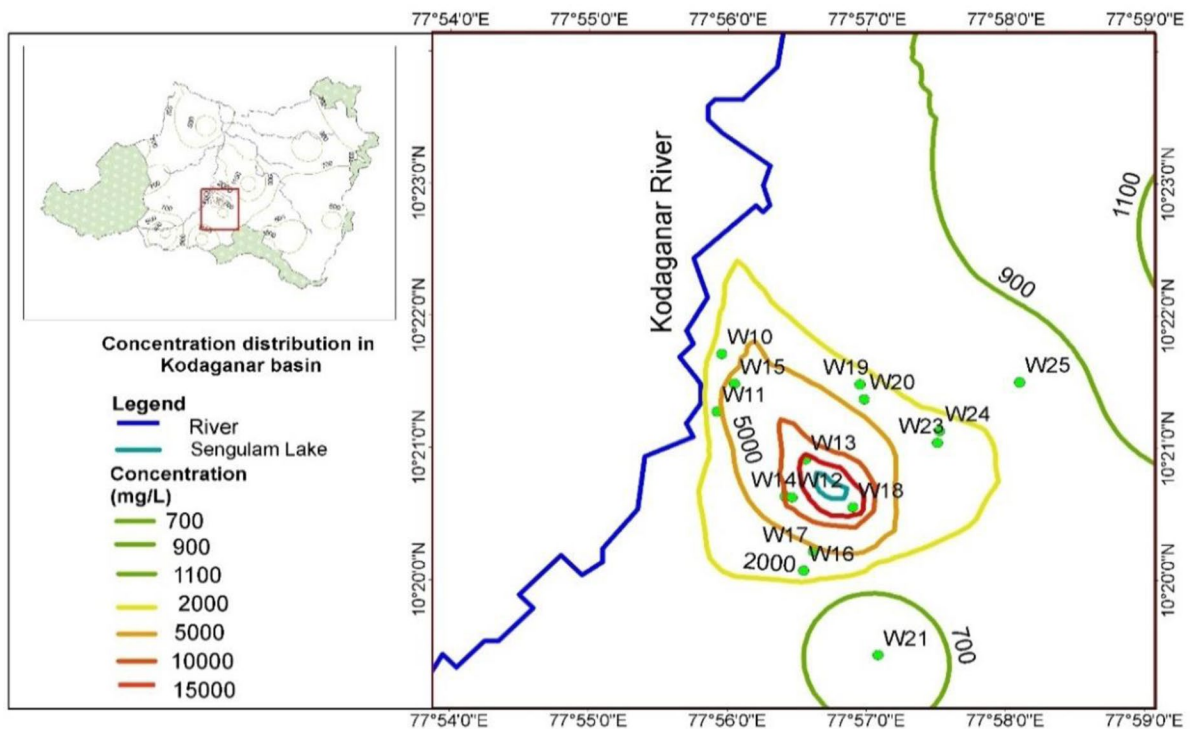 77°54'0"E 77°55'0"E 77°56'0"E 77°57'0"E 77°58'0"E 77°59'0"E
Concentration distribution in
Kodaganar basin
Legend
River
Sengulam Lake
Concentration
(mg/L)
700
900
1100
2000
5000
10000
15000
Kodaganar River
10°23'0"N
10°22'0"N
10°21'0"N
10°20'0"N
1100
900
W10
W15
W11
W19
W20
W25
W24
W23
5000
W13
W14
W12
W18
W17
W16
2000
W21
700
10°23'0"N
10°22'0"N
10°21'0"N
10°20'0"N
77°54'0"E 77°55'0"E 77°56'0"E 77°57'0"E 77°58'0"E 77°59'0"E